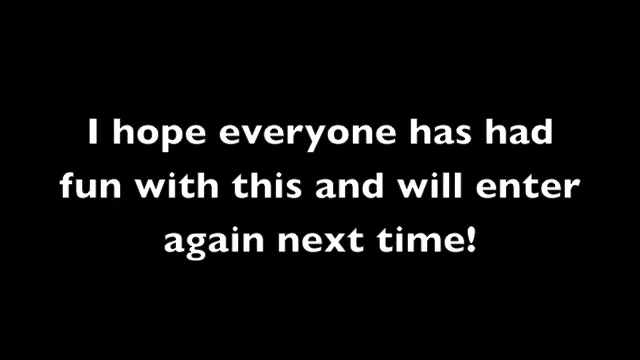 I hope everyone has had
fun with this and will enter
again next time!